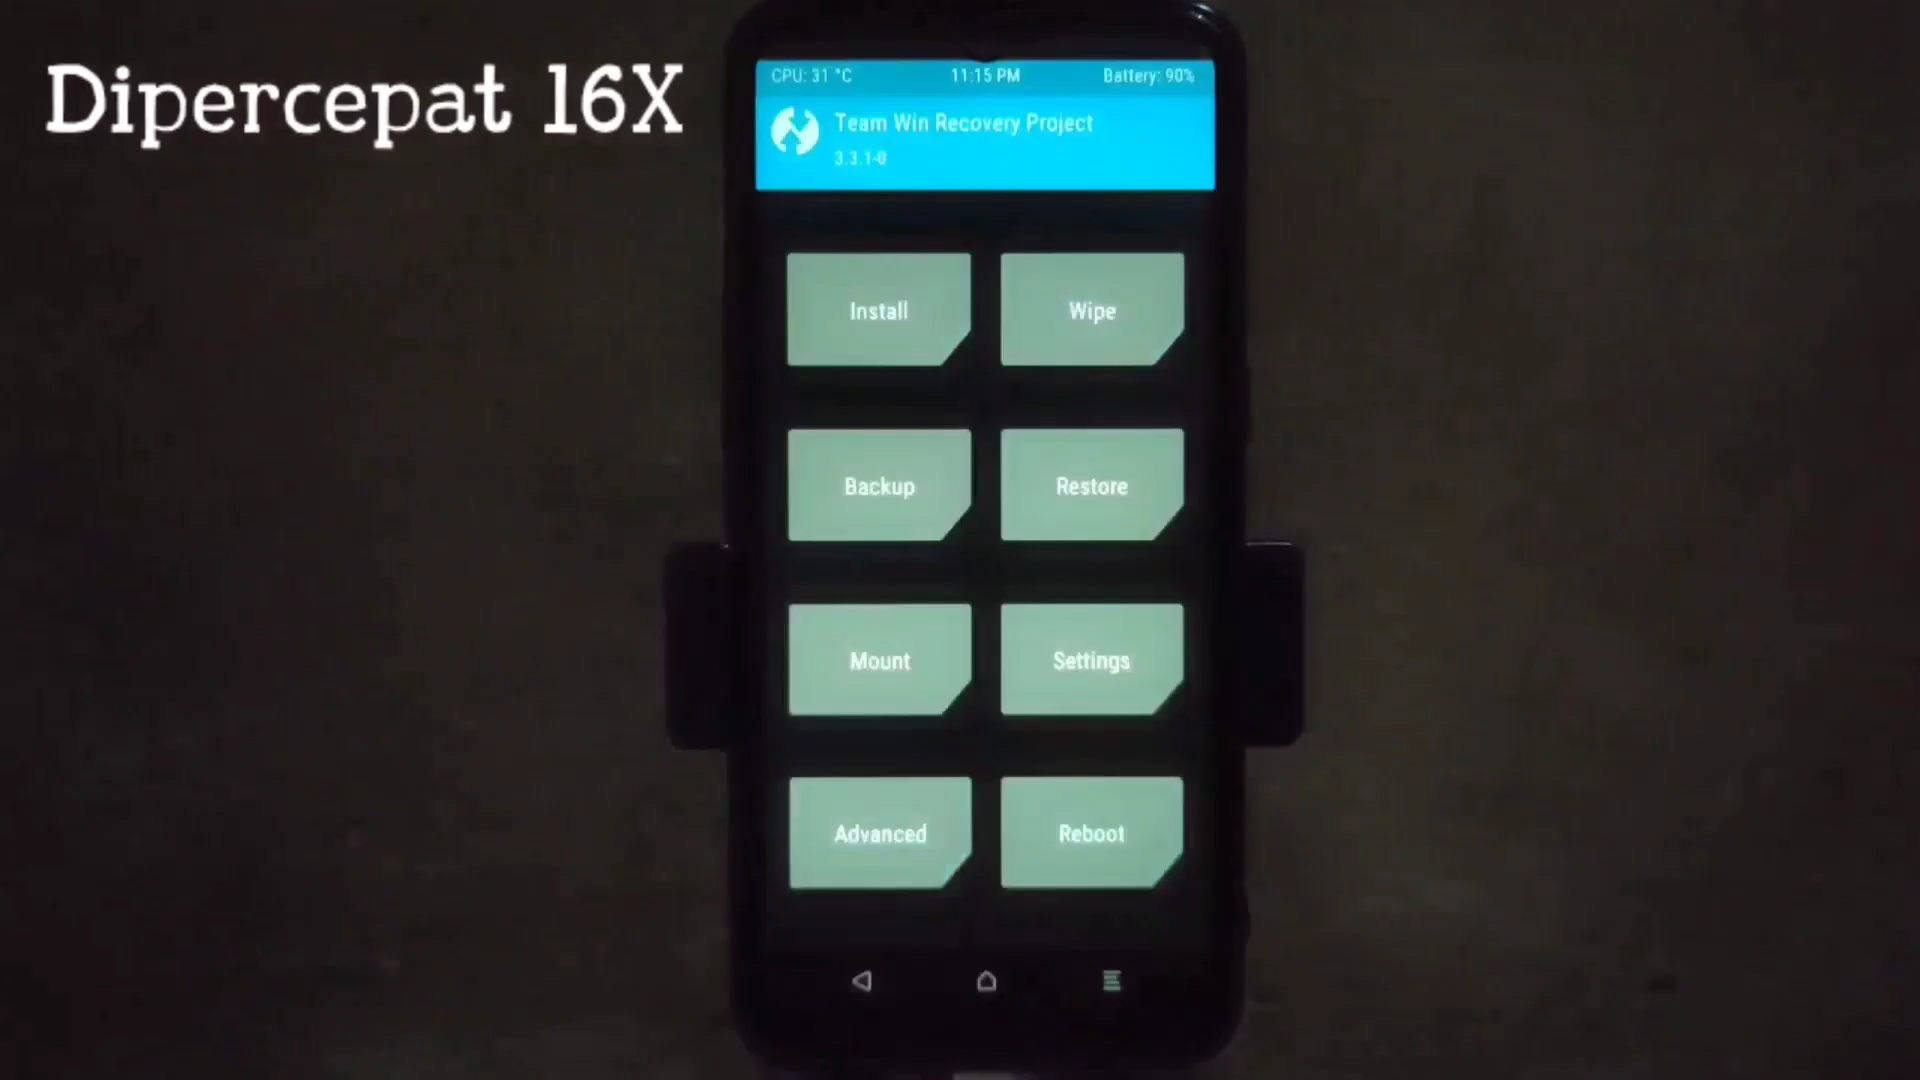 Dipercepat 16X
CPU: 31 °C 11:15 PM Battery: 90%
Team Win Recovery Project
3.3.1-0
Install Wipe
Backup Restore
Mount Settings
Advanced Reboot